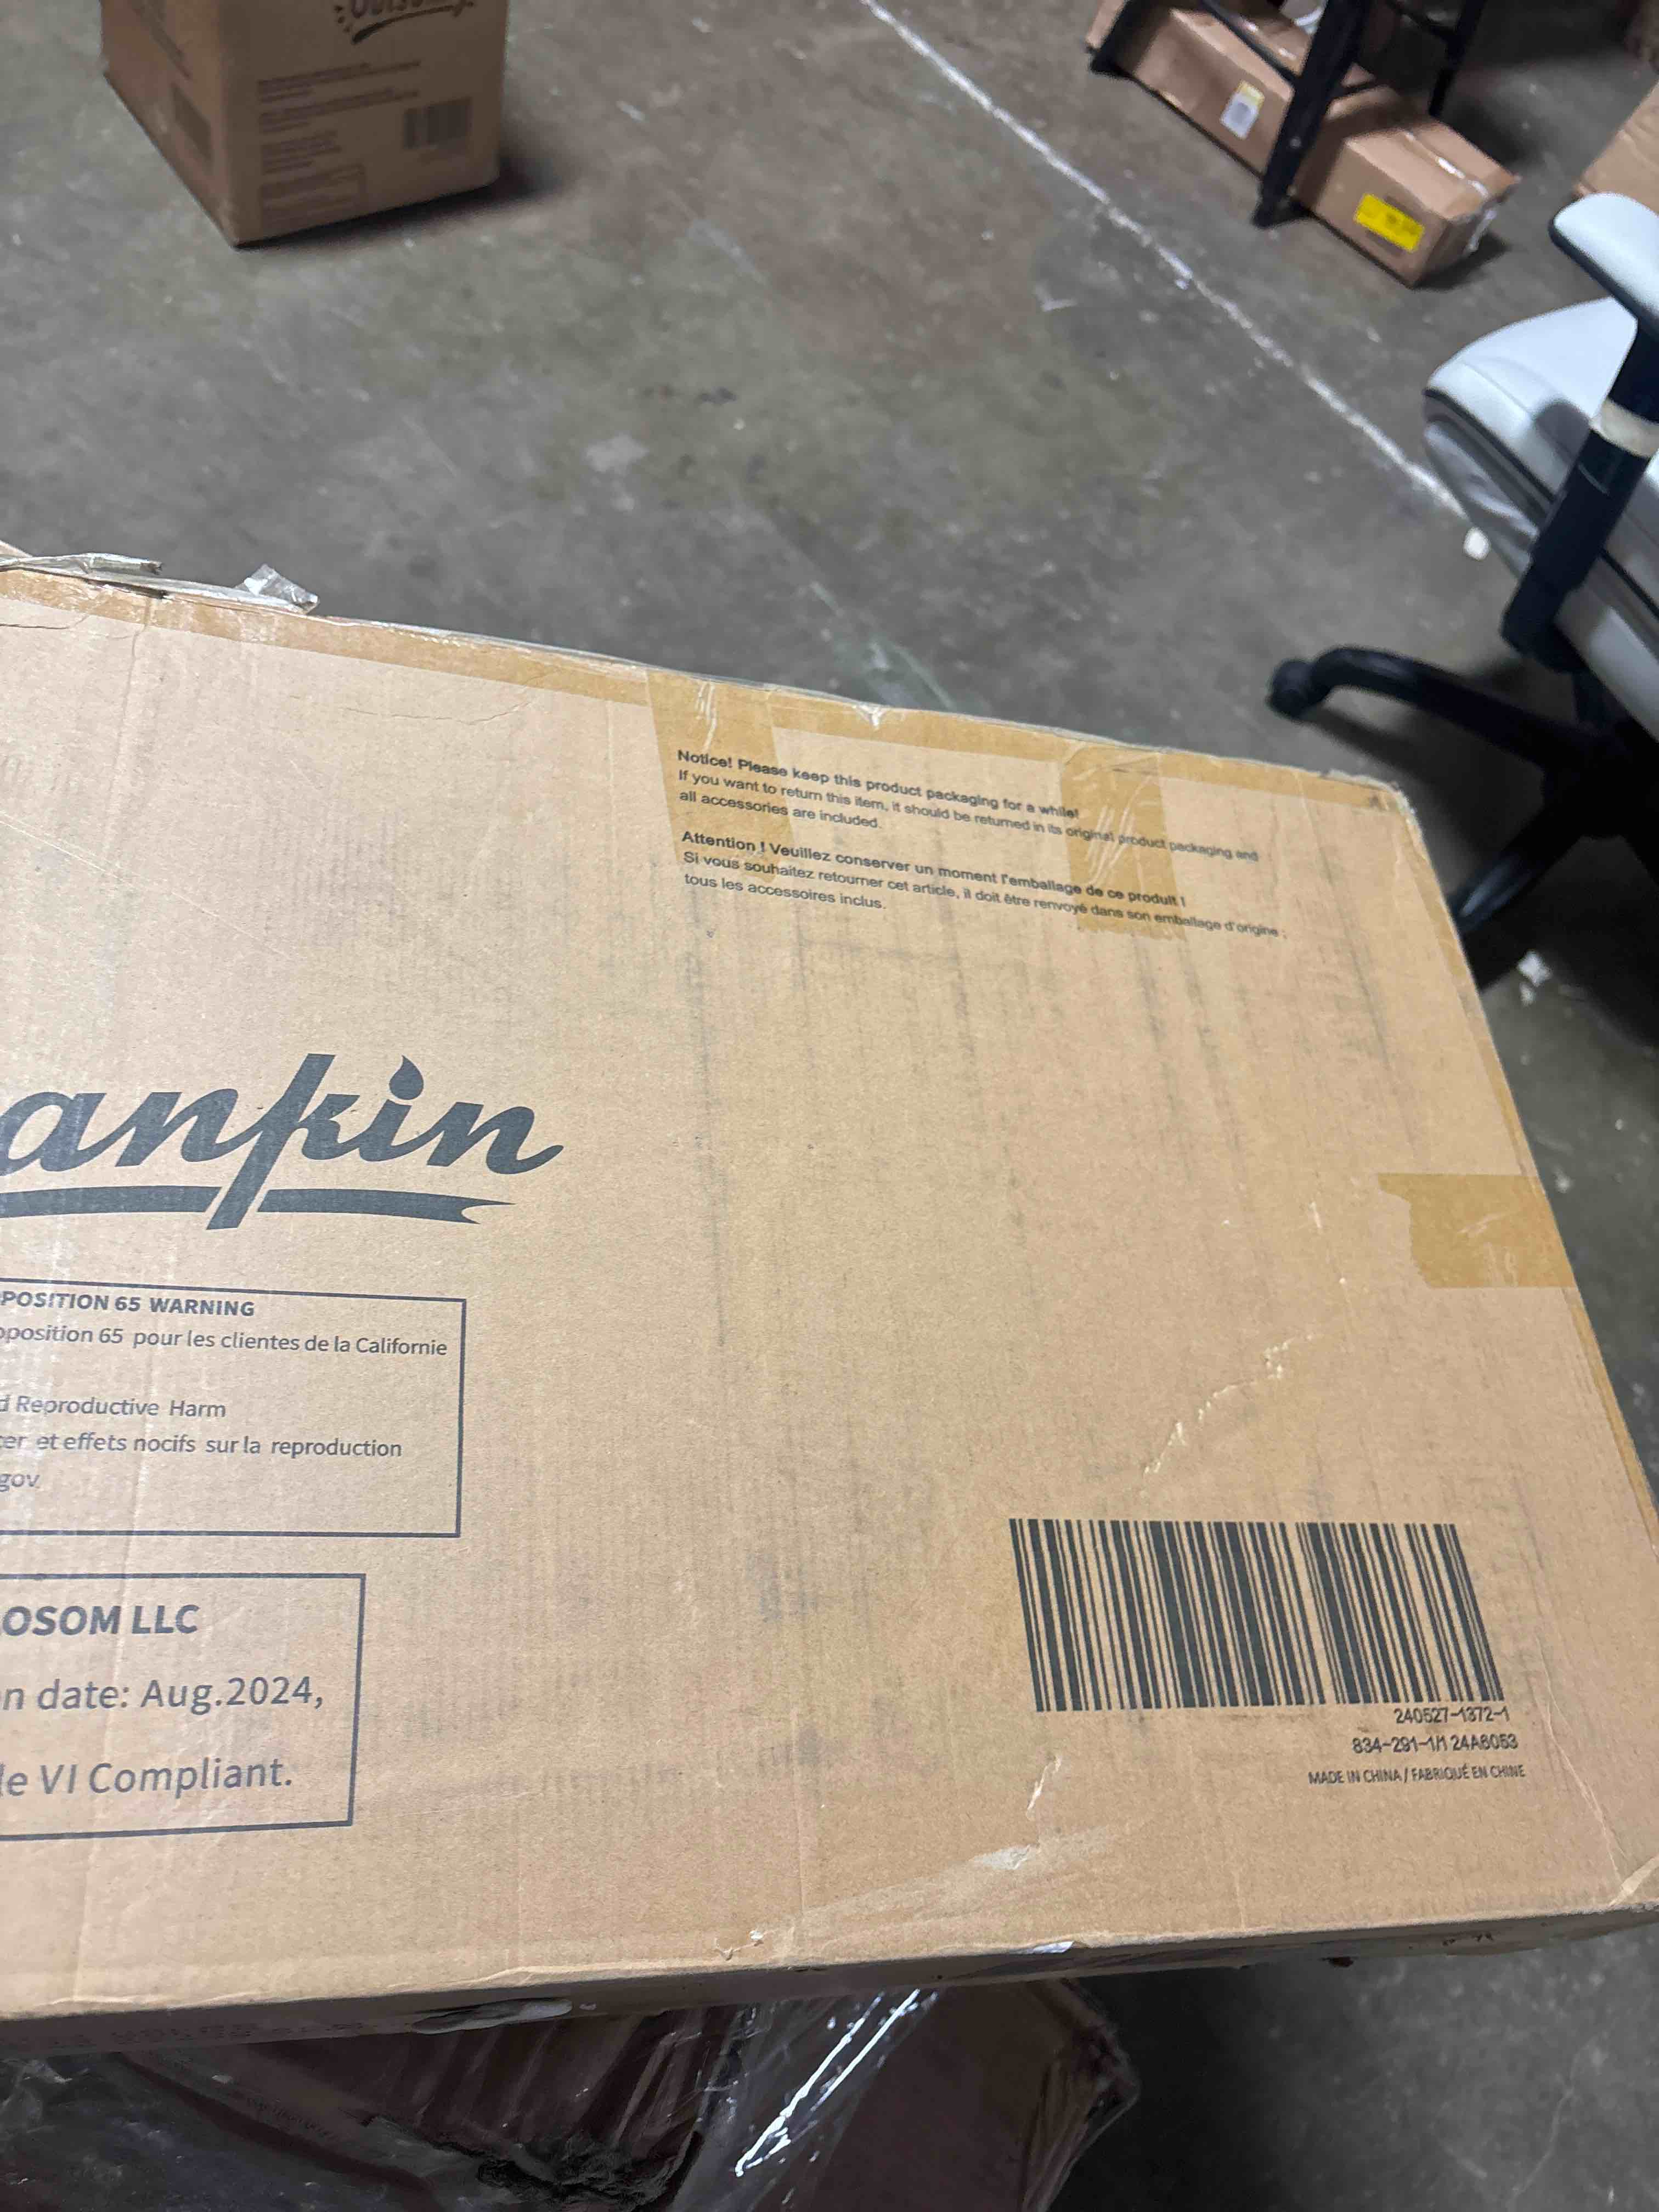 Notice! Please keep this product packaging for a while!
If you want to return this item, it should be returned in its original product packaging and
all accessories are included.
Attention ! Veuillez conserver un moment l'emballage de ce produit !
Si vous souhaitez retourner cet article, il doit être renvoyé dans son emballage d'origine ;
tous les accessoires inclus.
ankin
POSITION 65 WARNING
position 65 pour les clientes de la Californie
d Reproductive Harm
er et effets nocifs sur la reproduction
gov
OSOM LLC
n date: Aug.2024,
le VI Compliant.
240527-1372-1
834-291-1/1 24A8053
MADE IN CHINA / FABRIQUÉ EN CHINE